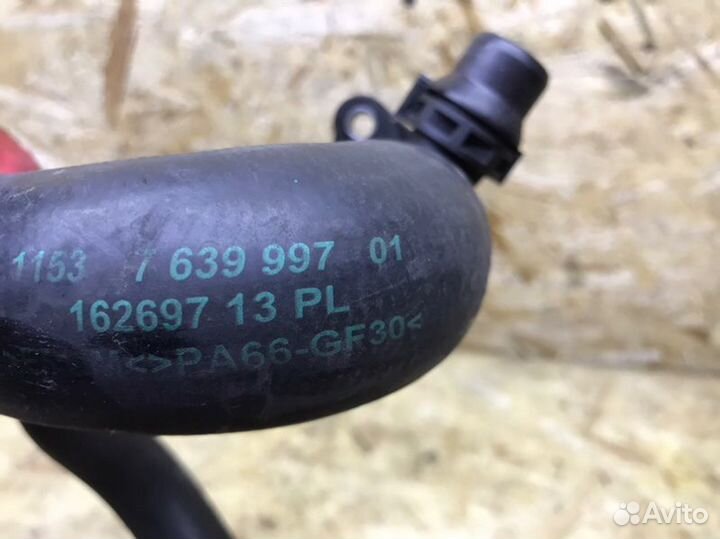 1153 7 639 997 01
162697 13 PL
<>PA66-GF30<
Avito